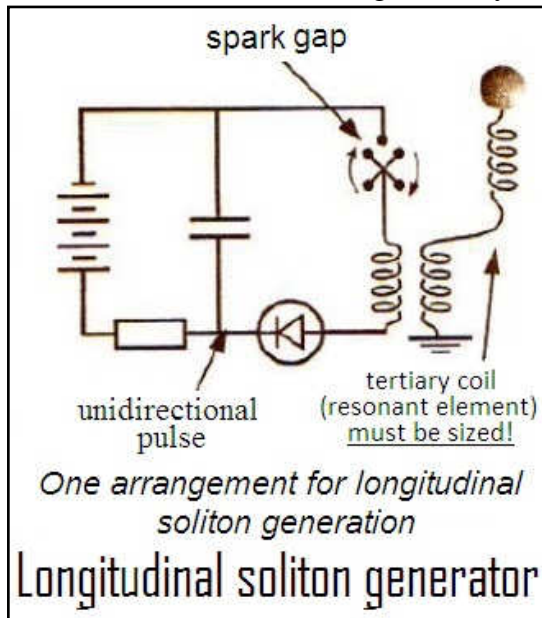 spark gap
unidirectional
pulse
tertiary coil
(resonant element)
must be sized!
One arrangement for longitudinal
soliton generation
Longitudinal soliton generator